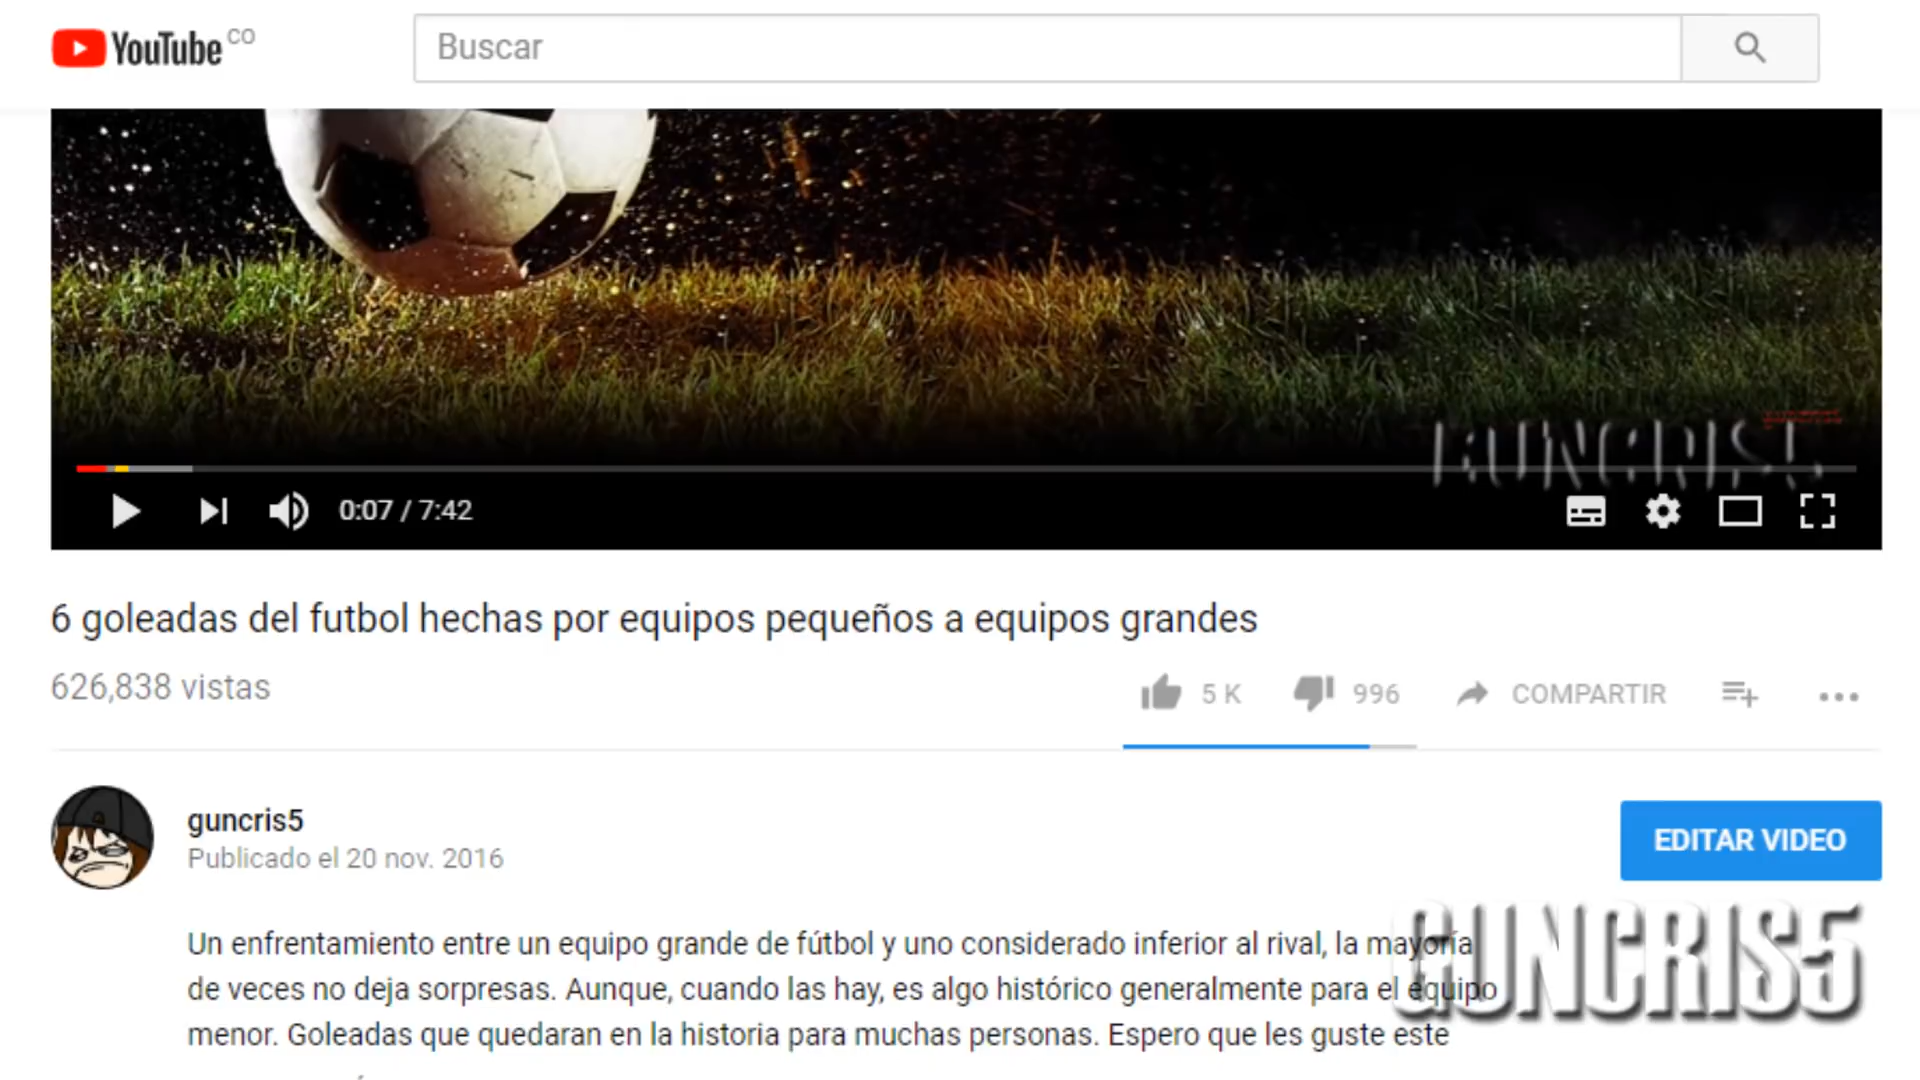 YouTube CO
Buscar
GUNCRIS5
0:07 / 7:42
6 goleadas del futbol hechas por equipos pequeños a equipos grandes
626,838 vistas
5 K
996
COMPARTIR
guncris5
Publicado el 20 nov. 2016
EDITAR VIDEO
Un enfrentamiento entre un equipo grande de fútbol y uno considerado inferior al rival, la mayoría
de veces no deja sorpresas. Aunque, cuando las hay, es algo histórico generalmente para el equipo
menor. Goleadas que quedaran en la historia para muchas personas. Espero que les guste este
GUNCRIS5